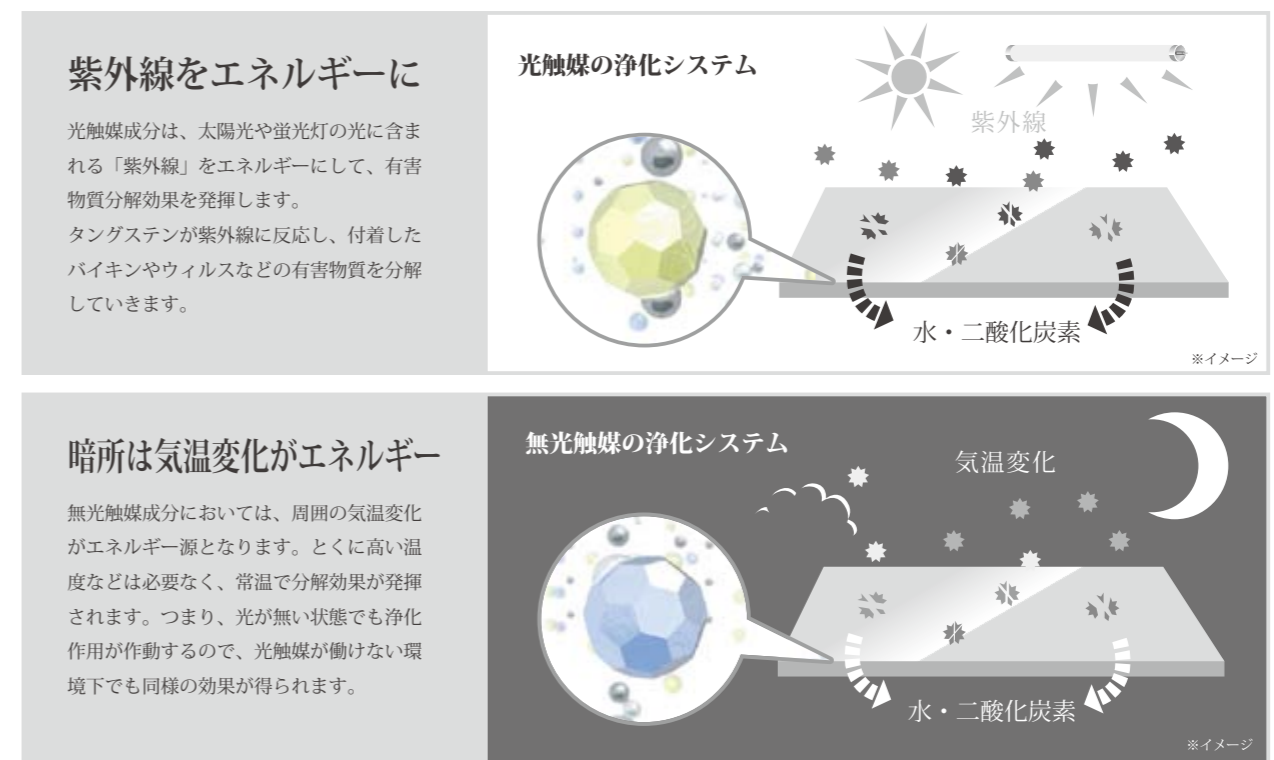 紫外線をエネルギーに
光触媒成分は、太陽光や蛍光灯の光に含ま
れる「紫外線」をエネルギーにして、有害
物質分解効果を発揮します。
タングステンが紫外線に反応し、付着した
バイキンやウィルスなどの有害物質を分解
していきます。
光触媒の浄化システム
紫外線
水・二酸化炭素
※イメージ
暗所は気温変化がエネルギー
無光触媒成分においては、周囲の気温変化
がエネルギー源となります。とくに高い温
度などは必要なく、常温で分解効果が発揮
されます。つまり、光が無い状態でも浄化
作用が作動するので、光触媒が働けない環
境下でも同様の効果が得られます。
無光触媒の浄化システム
気温変化
水・二酸化炭素
※イメージ